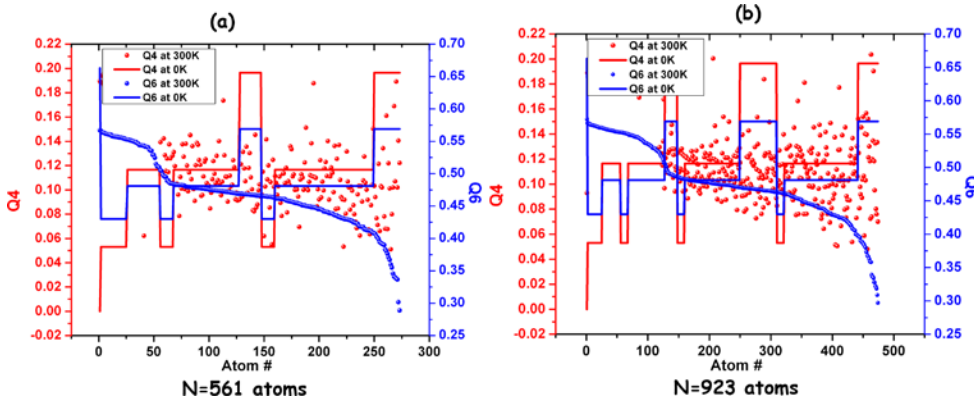 (a)
0.22
0.20
0.18
0.16
0.14
0.12
0.10
0.08
0.06
0.04
0.02
0.00
-0.02
Q4
Q4 at 300K
Q4 at 0K
Q6 at 300K
Q6 at 0K
0.70
0.65
0.60
0.55
0.50
0.45
0.40
0.35
0.30
0.25
Q6
0 50 100 150 200 250 300
Atom #
N=561 atoms
(b)
0.22
0.20
0.18
0.16
0.14
0.12
0.10
0.08
0.06
0.04
0.02
0.00
-0.02
Q4
Q4 at 300K
Q4 at 0K
Q6 at 300K
Q6 at 0K
0.70
0.65
0.60
0.55
0.50
0.45
0.40
0.35
0.30
0.25
Q6
0 100 200 300 400 500
Atom #
N=923 atoms